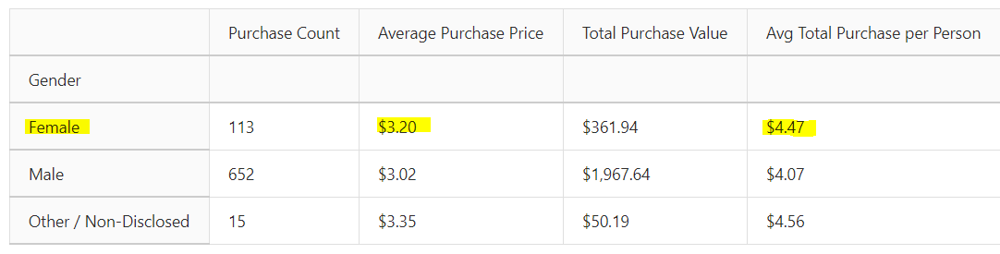 Purchase Count Average Purchase Price Total Purchase Value Avg Total Purchase per Person
Gender
Female 113 $3.20 $361.94 $4.47
Male 652 $3.02 $1,967.64 $4.07
Other / Non-Disclosed 15 $3.35 $50.19 $4.56